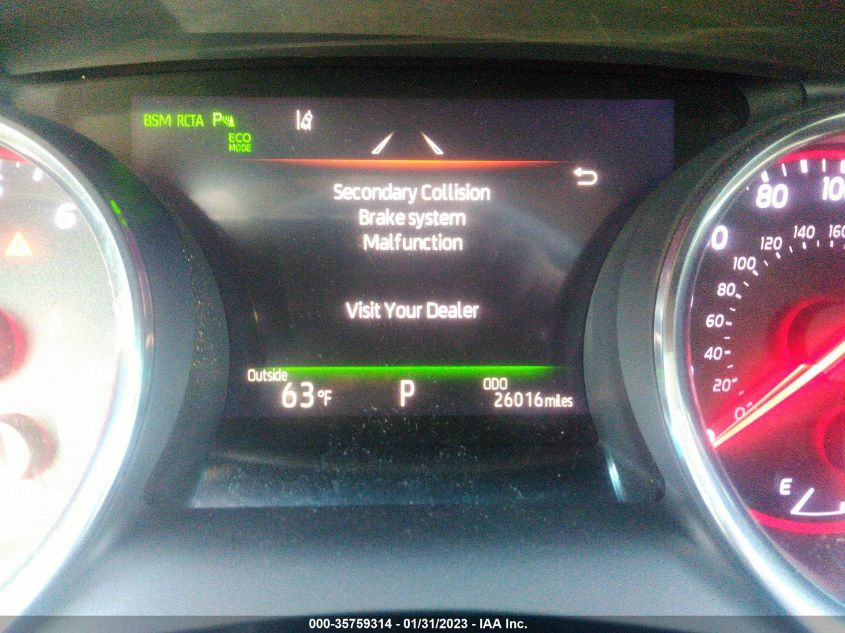 BSM RCTA P
ECO
MODE
Secondary Collision
Brake system
Malfunction
Visit Your Dealer
Outside
63 °F
P
ODO
26016 miles
6
80 100
120 140 160
100
80
60
40
20
0
E
000-35759314 - 01/31/2023 - IAA Inc.